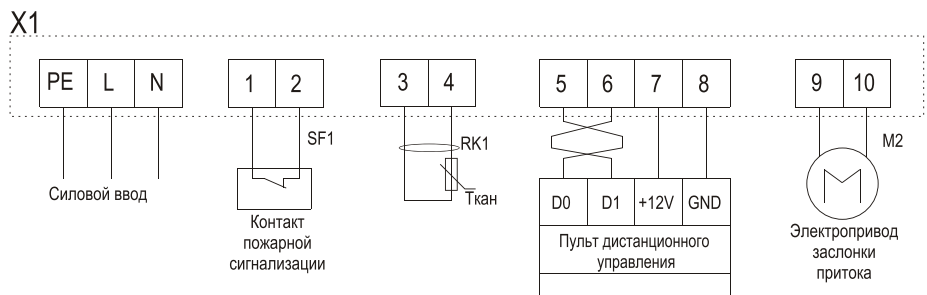 X1
PE L N 1 2 3 4 5 6 7 8 9 10
SF1 RK1 M2
Силовой ввод
Контакт
пожарной
сигнализации
Tкан
D0 D1 +12V GND
Пульт дистанционного
управления
M
Электропривод
заслонки
притока